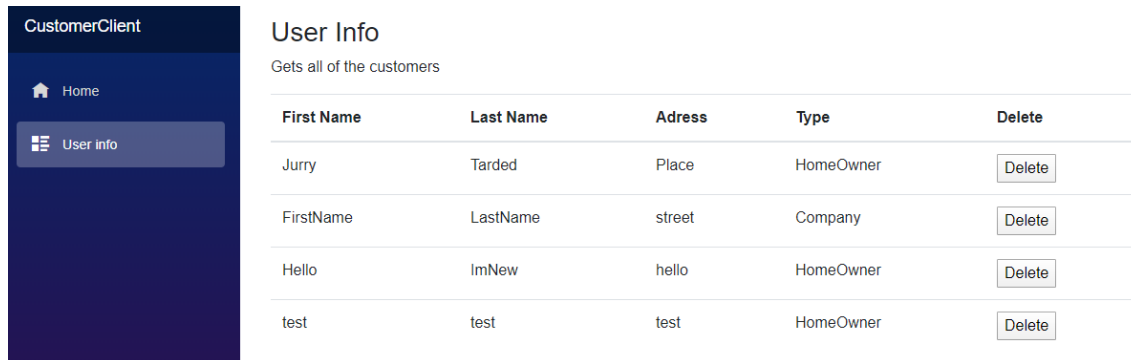 CustomerClient
Home
User info
User Info
Gets all of the customers
First Name Last Name Adress Type Delete
Jurry Tarded Place HomeOwner Delete
FirstName LastName street Company Delete
Hello ImNew hello HomeOwner Delete
test test test HomeOwner Delete